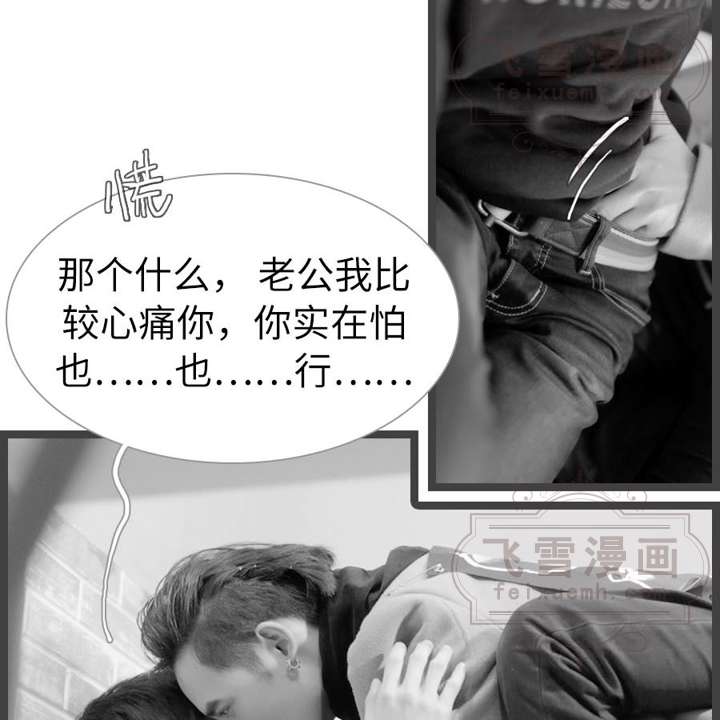 飞雪漫画
feixuemh.com
慌
那个什么， 老公我比
较心痛你，你实在怕
也……也……行……
飞雪漫画
feixuemh.com